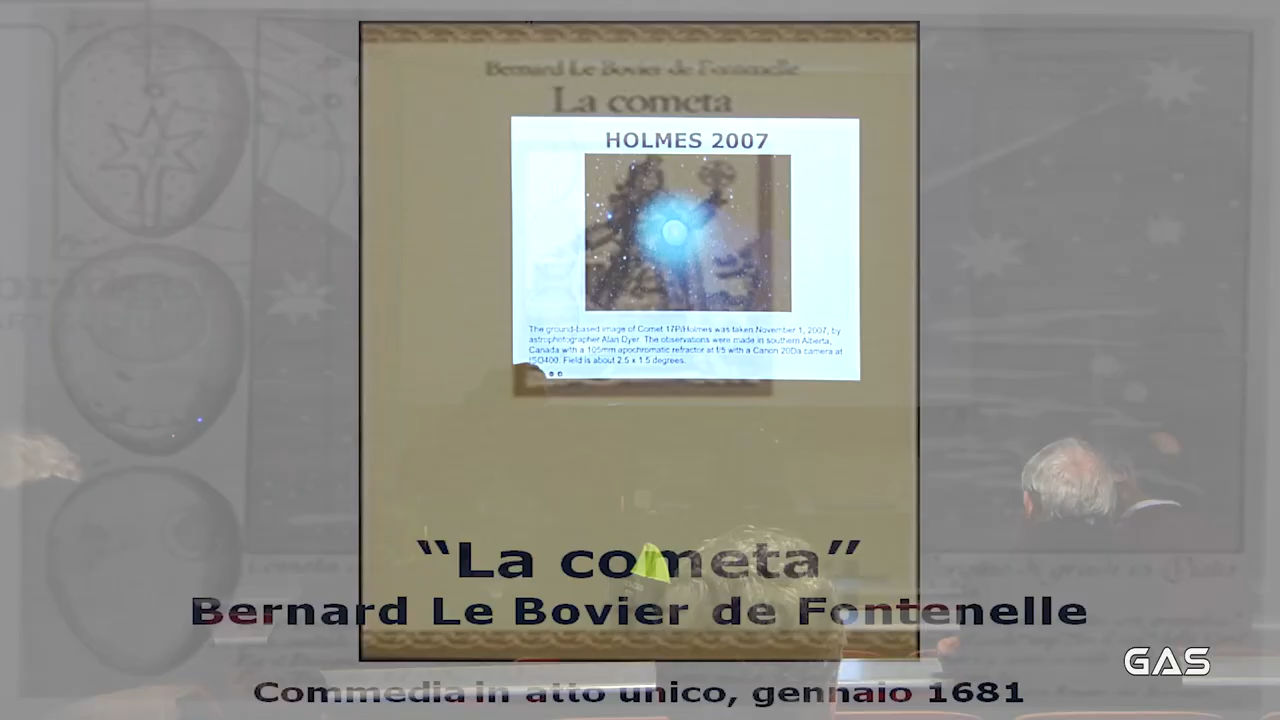 Bernard Le Bovier de Fontenelle
La cometa
HOLMES 2007
The ground-based image of Comet 17P/Holmes was taken November 1, 2007, by
astrophotographer Alan Dyer. The observations were made in southern Alberta,
Canada with a 105mm apochromatic refractor at f/5 with a Canon 20Da camera at
ISO400. Field is about 2.5 x 1.5 degrees.
“La cometa”
Bernard Le Bovier de Fontenelle
GAS
Commedia in atto unico, gennaio 1681